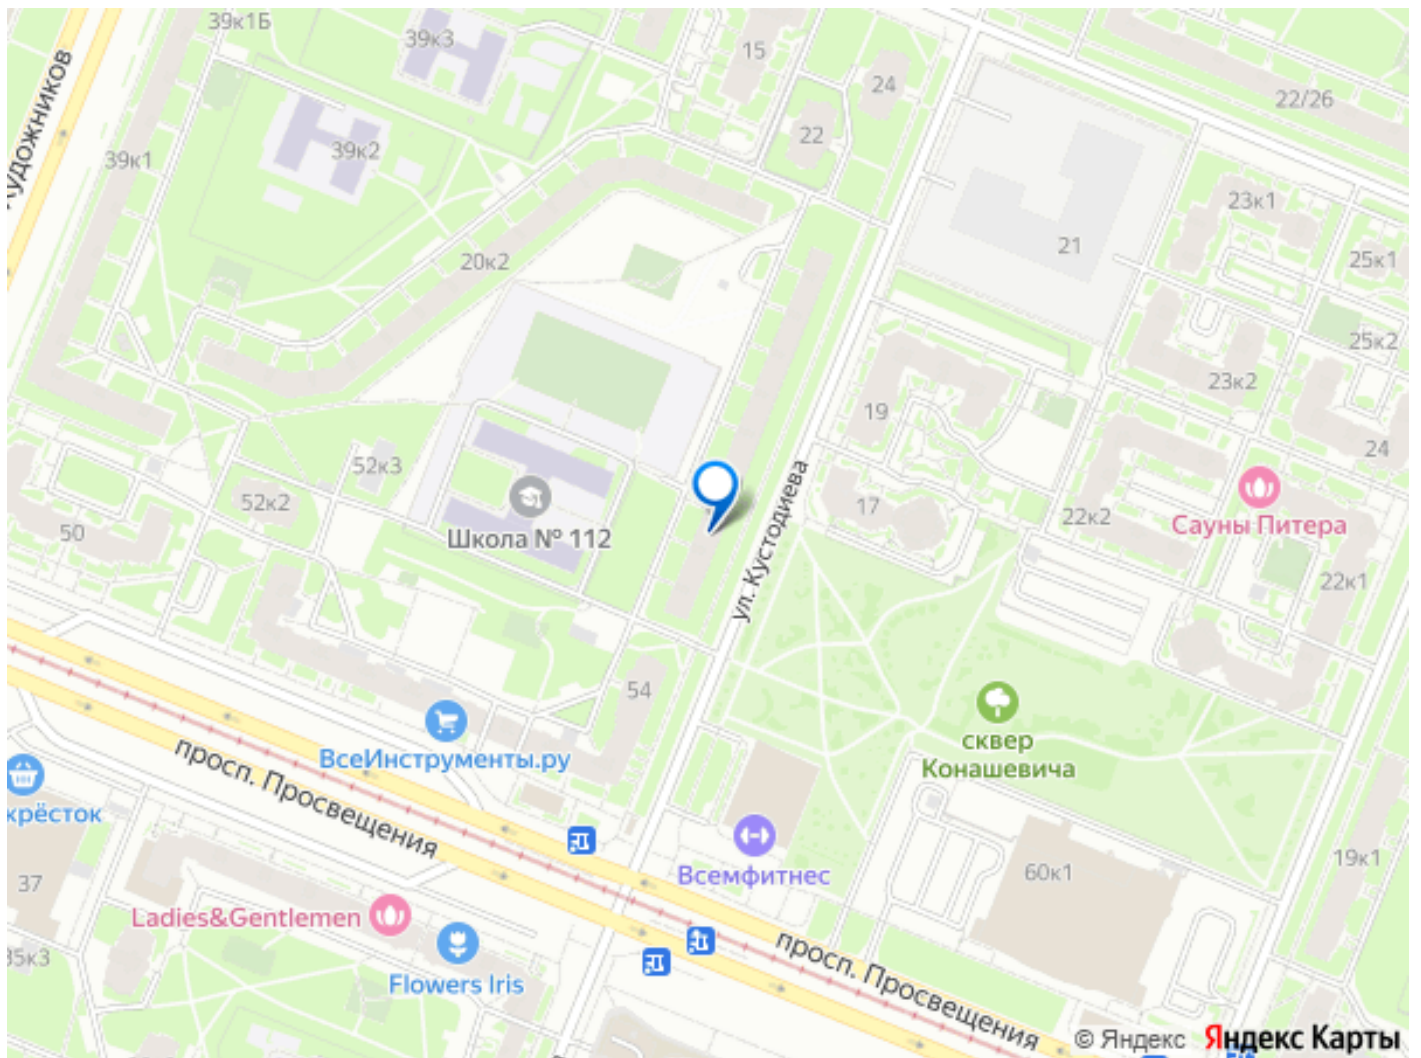 39к1Б
39к3
15
24
22/26
22
39к2
39к1
23к1
21
25к1
20к2
25к2
23к2
19
24
52к3
52к2
17
22к2
Сауны Питера
50
Школа № 112
ул. Кустодиева
22к1
54
сквер
Конашевича
ВсеИнструменты.ру
просп. Просвещения
крёсток
Всемфитнес
60к1
19к1
37
Ladies&Gentlemen
35к3
Flowers Iris
просп. Просвещения
© Яндекс Яндекс Карты